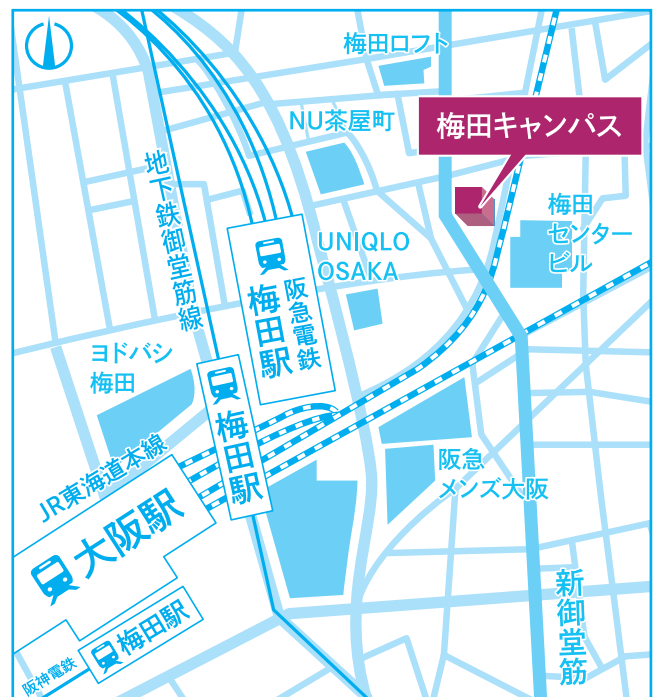 梅田ロフト
NU茶屋町
梅田キャンパス
地下鉄御堂筋線
梅田
センター
ビル
UNIQLO
OSAKA
阪急電鉄
梅田駅
ヨドバシ
梅田
梅田駅
JR東海道本線
阪急
メンズ大阪
大阪駅
新御堂筋
梅田駅
阪神電鉄